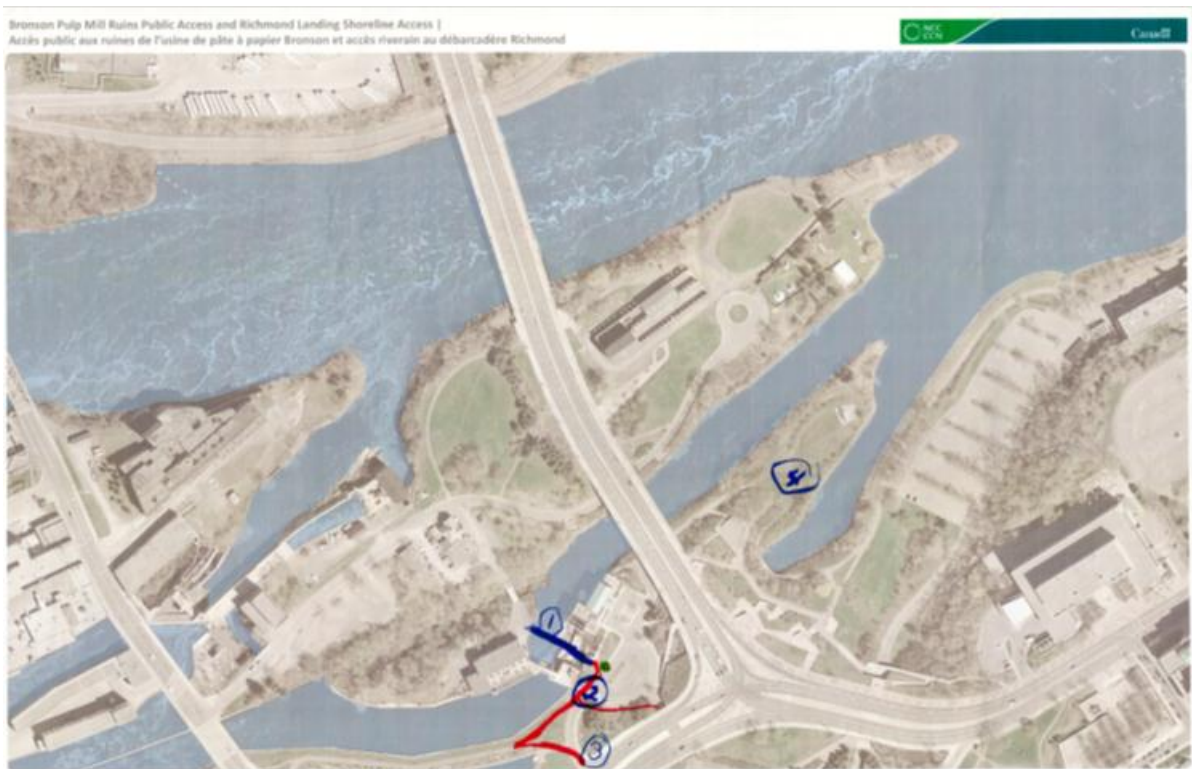 Bronson Pulp Mill Ruins Public Access and Richmond Landing Shoreline Access |
Accès public aux ruines de l'usine de pâte à papier Bronson et accès riverain au débarcadère Richmond
NCC
CCN
Canada
1
2
3